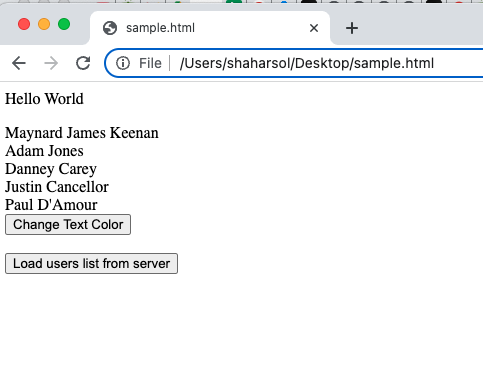 sample.html
File
/Users/shaharsol/Desktop/sample.html
Hello World
Maynard James Keenan
Adam Jones
Danney Carey
Justin Cancellor
Paul D'Amour
Change Text Color
Load users list from server